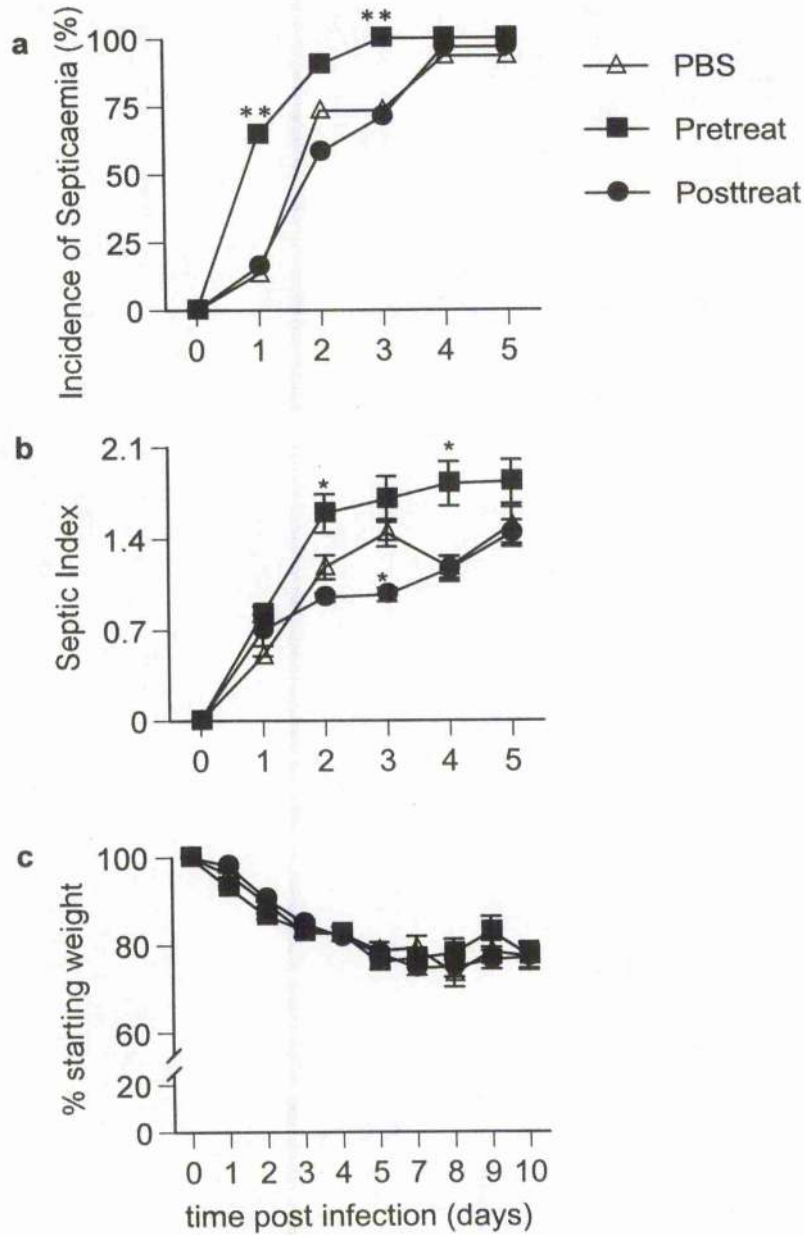 a
Incidence of Septicaemia (%)
100
75
50
25
0
**
**
0 1 2 3 4 5
PBS
Pretreat
Posttreat
b
Septic Index
2.1
1.4
0.7
0
*
*
*
0 1 2 3 4 5
c
% starting weight
100
80
60
20
0
0 1 2 3 4 5 7 8 9 10
time post infection (days)